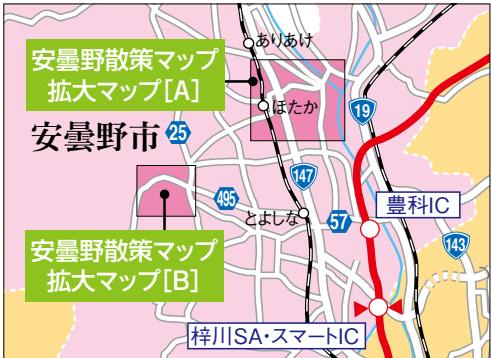 ありあけ
安曇野散策マップ
拡大マップ[A]
ほたか
19
安曇野市
25
147
495
とよしな
57
豊科IC
143
安曇野散策マップ
拡大マップ[B]
梓川SA・スマートIC